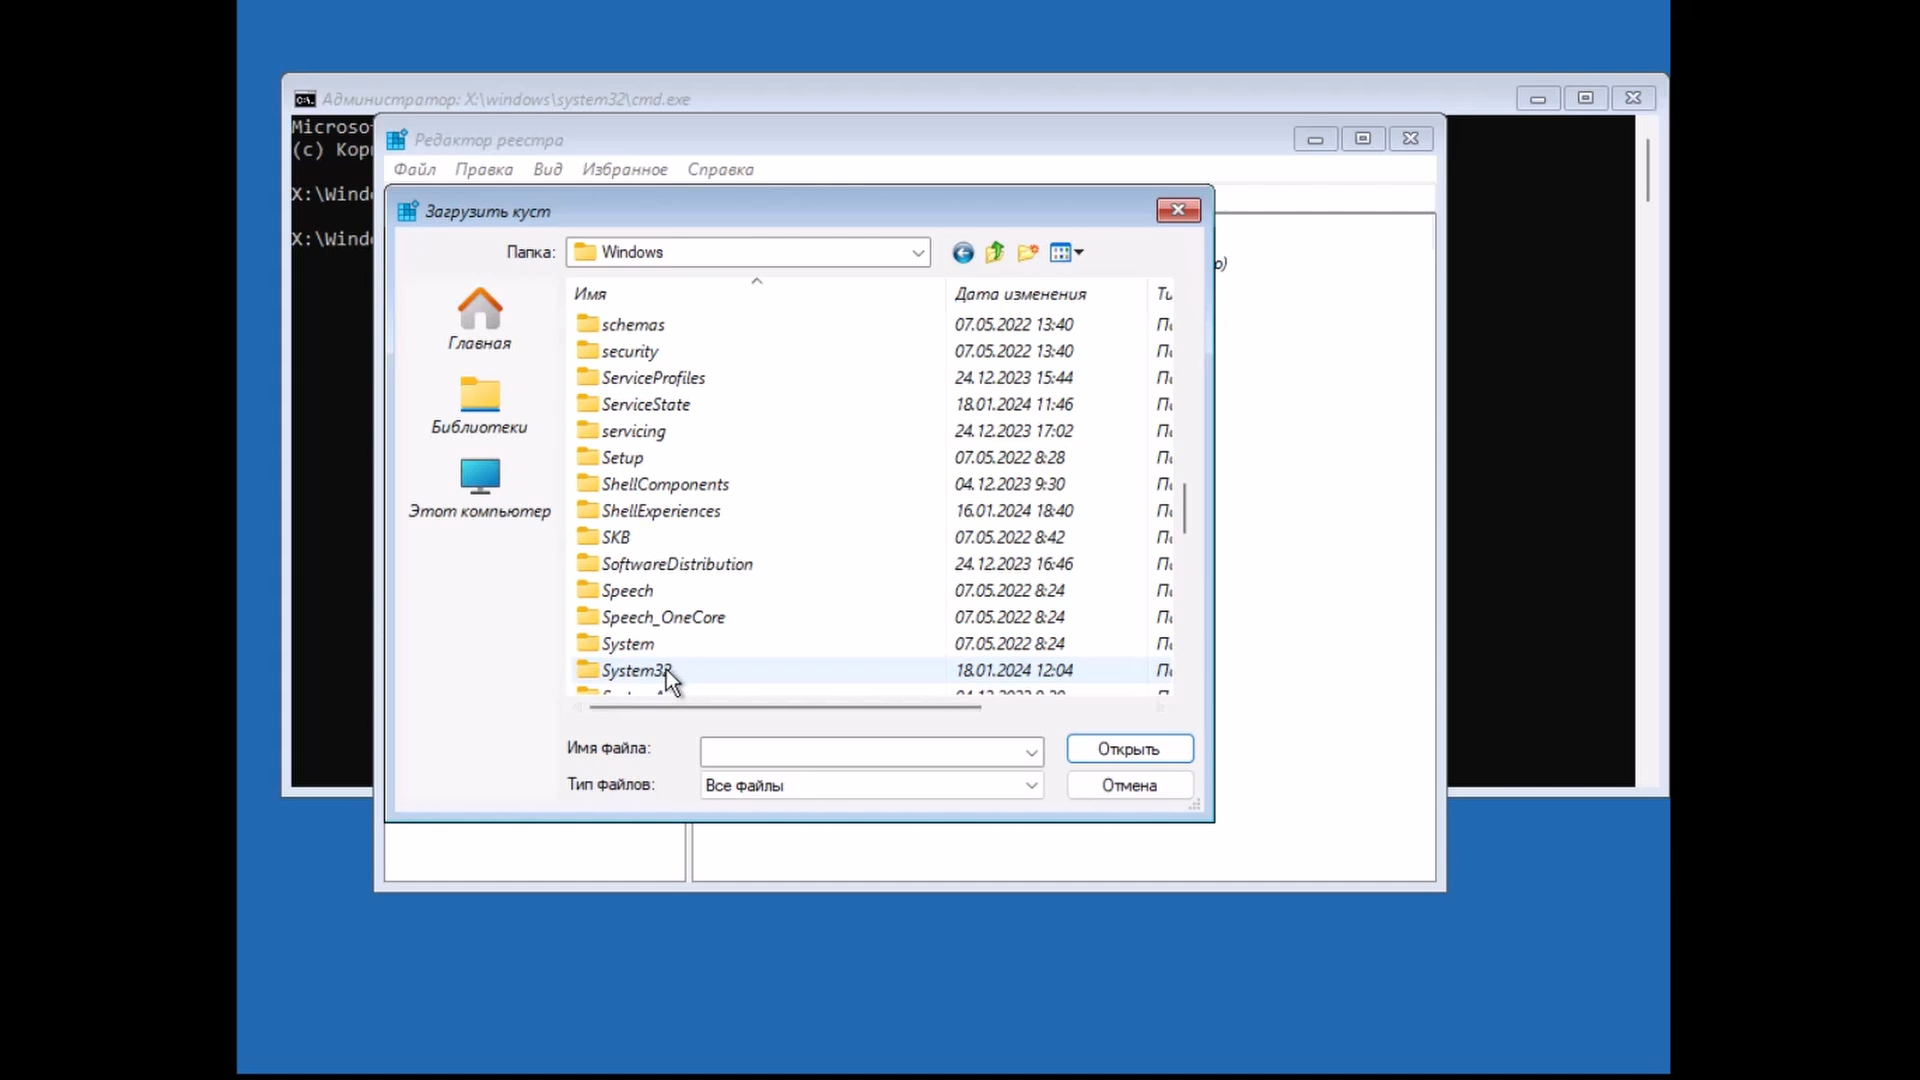 Администратор: X:\windows\system32\cmd.exe
(c)
X:\Wind
X:\Wind
Редактор реестра
Файл Правка Вид Избранное Справка
Загрузить куст
Папка: Windows
Главная
Библиотеки
Этот компьютер
Имя Дата изменения
schemas 07.05.2022 13:40
security 07.05.2022 13:40
ServiceProfiles 24.12.2023 15:44
ServiceState 18.01.2024 11:46
servicing 24.12.2023 17:02
Setup 07.05.2022 8:28
ShellComponents 04.12.2023 9:30
ShellExperiences 16.01.2024 18:40
SKB 07.05.2022 8:42
SoftwareDistribution 24.12.2023 16:46
Speech 07.05.2022 8:24
Speech_OneCore 07.05.2022 8:24
System 07.05.2022 8:24
System32 18.01.2024 12:04
Имя файла:
Открыть
Тип файлов: Все файлы
Отмена